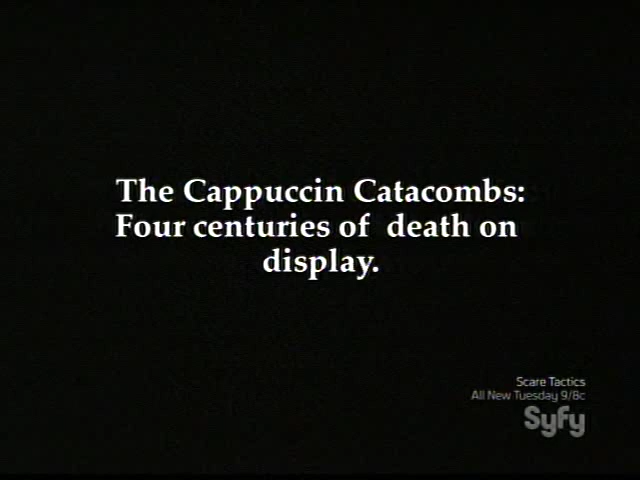 The Cappuccin Catacombs:
Four centuries of death on
display.
Scare Tactics
All New Tuesday 9/8c
Syfy